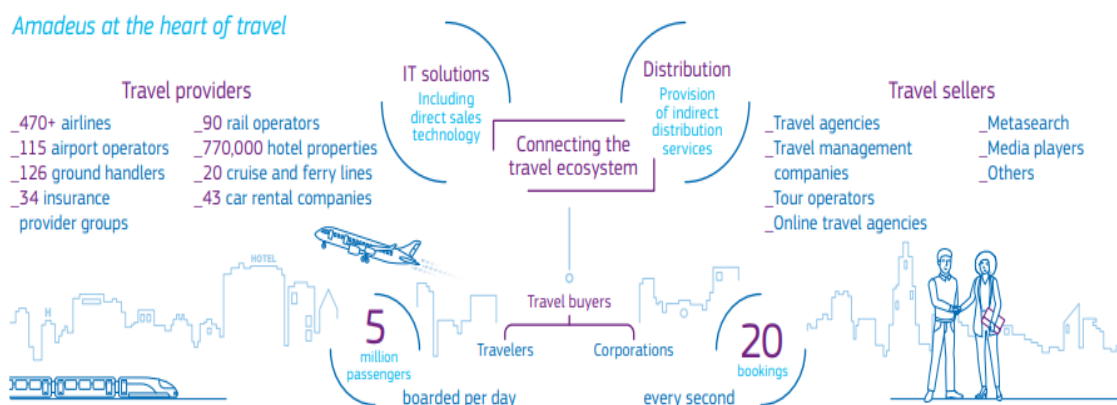 Amadeus at the heart of travel
Travel providers
_470+ airlines
_115 airport operators
_126 ground handlers
_34 insurance
provider groups
_90 rail operators
_770,000 hotel properties
_20 cruise and ferry lines
_43 car rental companies
IT solutions
Including
direct sales
technology
Connecting the
travel ecosystem
Distribution
Provision
of indirect
distribution
services
Travel sellers
_Travel agencies
_Travel management
companies
_Tour operators
_Online travel agencies
_Metasearch
_Media players
_Others
HOTEL
H
Travel buyers
Travelers
Corporations
5
million
passengers
boarded per day
20
bookings
every second